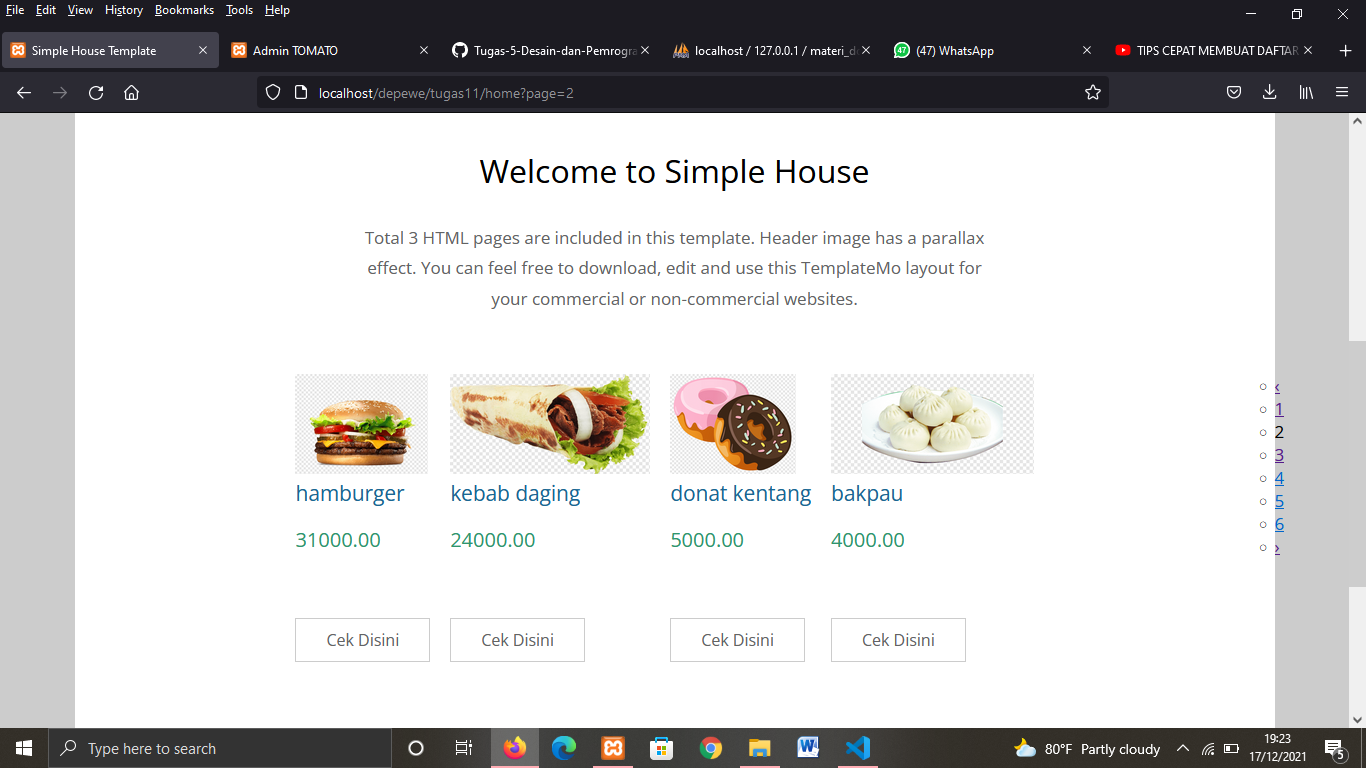 File Edit View History Bookmarks Tools Help
Simple House Template
Admin TOMATO
Tugas-5-Desain-dan-Pemrogra
localhost / 127.0.0.1 / materi_d
47
(47) WhatsApp
TIPS CEPAT MEMBUAT DAFTAR
localhost/depewe/tugas11/home?page=2
Welcome to Simple House
Total 3 HTML pages are included in this template. Header image has a parallax
effect. You can feel free to download, edit and use this TemplateMo layout for
your commercial or non-commercial websites.
hamburger
31000.00
Cek Disini
kebab daging
24000.00
Cek Disini
donat kentang
5000.00
Cek Disini
bakpau
4000.00
Cek Disini
‹
1
2
3
4
5
6
›
Type here to search
80°F Partly cloudy
19:23
17/12/2021
5